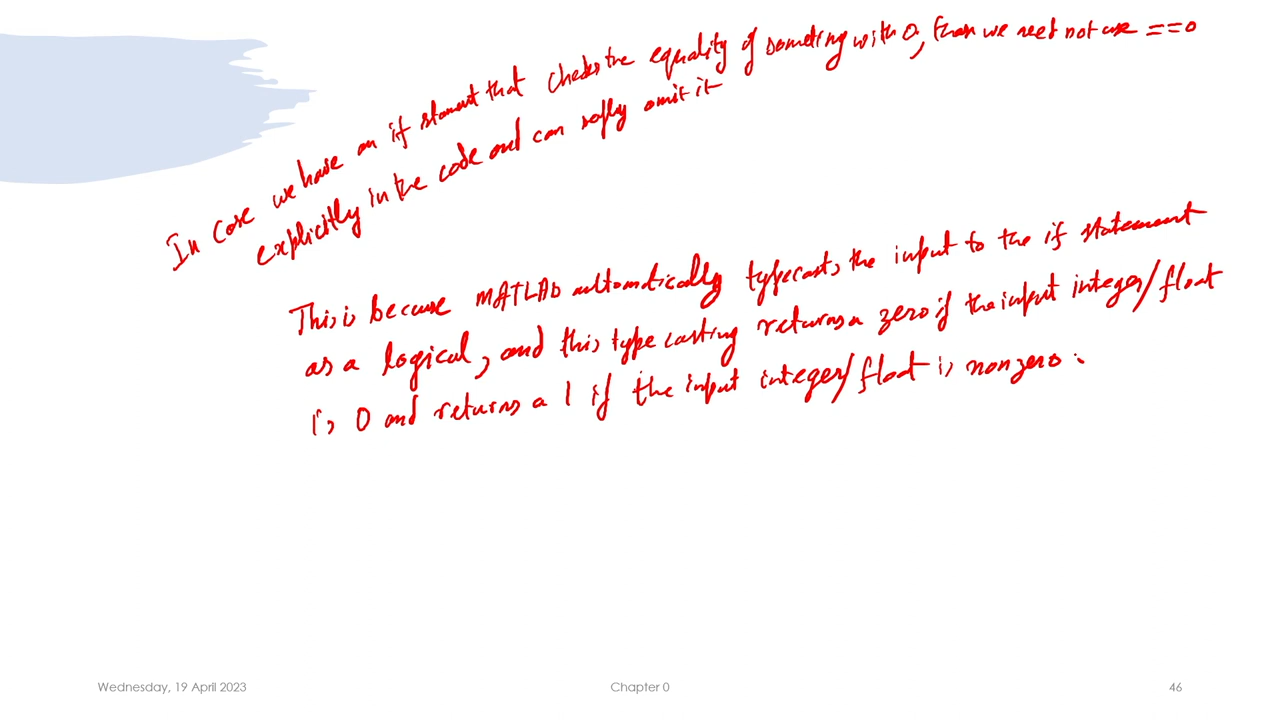 In case we have an if stament that checks the equality of something with 0, then we need not use ==0
explicitly in the code and can safely omit it
This is because MATLAB automatically typecasts the input to the if statement
as a logical, and this type casting returns a zero if the input integer/float
is 0 and returns a 1 if the input integer/float is nonzero.
Wednesday, 19 April 2023
Chapter 0
46